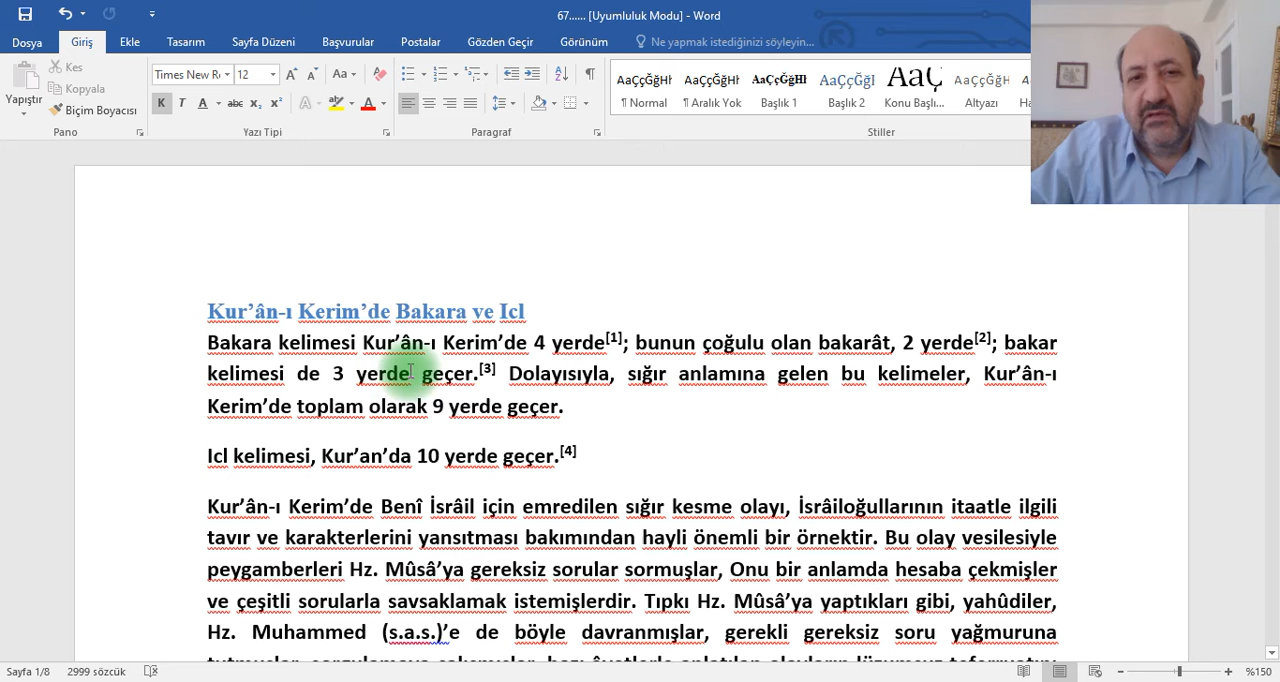 67...... [Uyumluluk Modu] - Word
Dosya Giriş Ekle Tasarım Sayfa Düzeni Başvurular Postalar Gözden Geçir Görünüm Ne yapmak istediğinizi söyleyin...
Yapıştır
Kes
Kopyala
Biçim Boyacısı
Pano
Times New Ro 12
K T A abc x₂ x²
Yazı Tipi
Paragraf
AaÇçĞğHł AaÇçĞğHł AaÇçĞğHI AaÇçĞğI AaÇ AaÇçĞğHI
¶ Normal ¶ Aralık Yok Başlık 1 Başlık 2 Konu Başlı... Altyazı
Stiller
Kur’ân-ı Kerim’de Bakara ve Icl
Bakara kelimesi Kur’ân-ı Kerim’de 4 yerde[1]; bunun çoğulu olan bakarât, 2 yerde[2]; bakar
kelimesi de 3 yerde geçer.[3] Dolayısıyla, sığır anlamına gelen bu kelimeler, Kur’ân-ı
Kerim’de toplam olarak 9 yerde geçer.
Icl kelimesi, Kur’an’da 10 yerde geçer.[4]
Kur’ân-ı Kerim’de Benî İsrâil için emredilen sığır kesme olayı, İsrâiloğullarının itaatle ilgili
tavır ve karakterlerini yansıtması bakımından hayli önemli bir örnektir. Bu olay vesilesiyle
peygamberleri Hz. Mûsâ’ya gereksiz sorular sormuşlar, Onu bir anlamda hesaba çekmişler
ve çeşitli sorularla savsaklamak istemişlerdir. Tıpkı Hz. Mûsâ’ya yaptıkları gibi, yahûdiler,
Hz. Muhammed (s.a.s.)’e de böyle davranmışlar, gerekli gereksiz soru yağmuruna
Sayfa 1/8 2999 sözcük %150